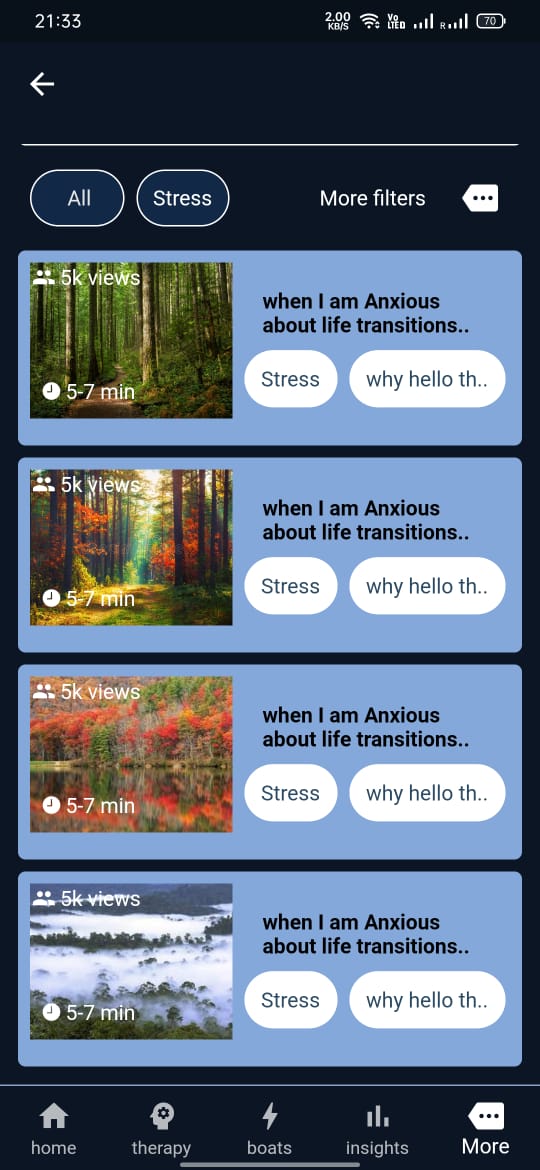 21:33
2.00 KB/S
Vo LTED
R
70
All
Stress
More filters
5k views
5-7 min
when I am Anxious
about life transitions..
Stress
why hello th..
5k views
5-7 min
when I am Anxious
about life transitions..
Stress
why hello th..
5k views
5-7 min
when I am Anxious
about life transitions..
Stress
why hello th..
5k views
5-7 min
when I am Anxious
about life transitions..
Stress
why hello th..
home
therapy
boats
insights
More